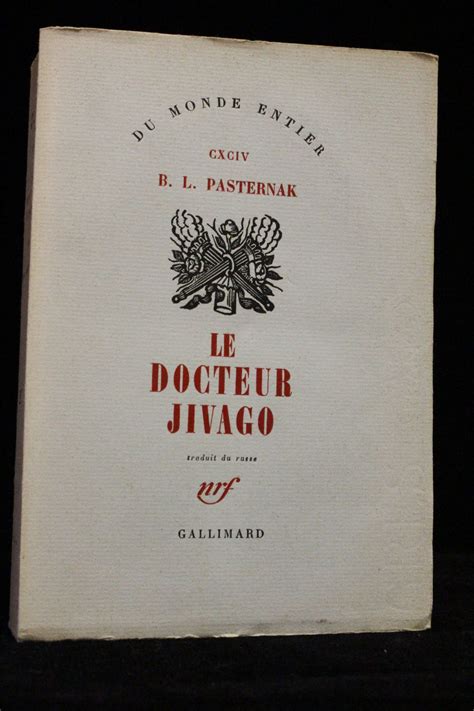 DU MONDE ENTIER
CXCIV
B. L. PASTERNAK
LE
DOCTEUR
JIVAGO
traduit du russe
nrf
GALLIMARD